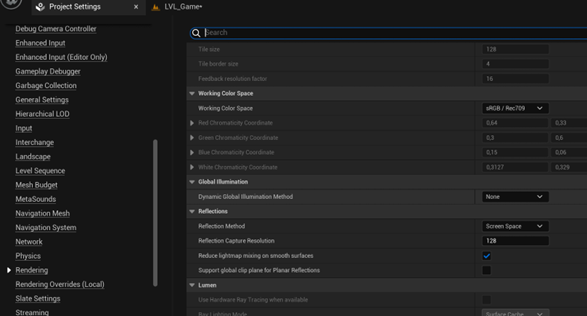 Project Settings
LVL_Game•
Debug Camera Controller
Enhanced Input
Enhanced Input (Editor Only)
Gameplay Debugger
Garbage Collection
General Settings
Hierarchical LOD
Input
Interchange
Landscape
Level Sequence
Mesh Budget
MetaSounds
Navigation Mesh
Navigation System
Network
Physics
Rendering
Rendering Overrides (Local)
Slate Settings
Streaming
Search
Tile size 128
Tile border size 4
Feedback resolution factor 16
Working Color Space
Working Color Space sRGB / Rec709
Red Chromaticity Coordinate 0,64 0,33
Green Chromaticity Coordinate 0,3 0,6
Blue Chromaticity Coordinate 0,15 0,06
White Chromaticity Coordinate 0,3127 0,329
Global Illumination
Dynamic Global Illumination Method None
Reflections
Reflection Method Screen Space
Reflection Capture Resolution 128
Reduce lightmap mixing on smooth surfaces
Support global clip plane for Planar Reflections
Lumen
Use Hardware Ray Tracing when available
Ray Lighting Mode Surface Cache